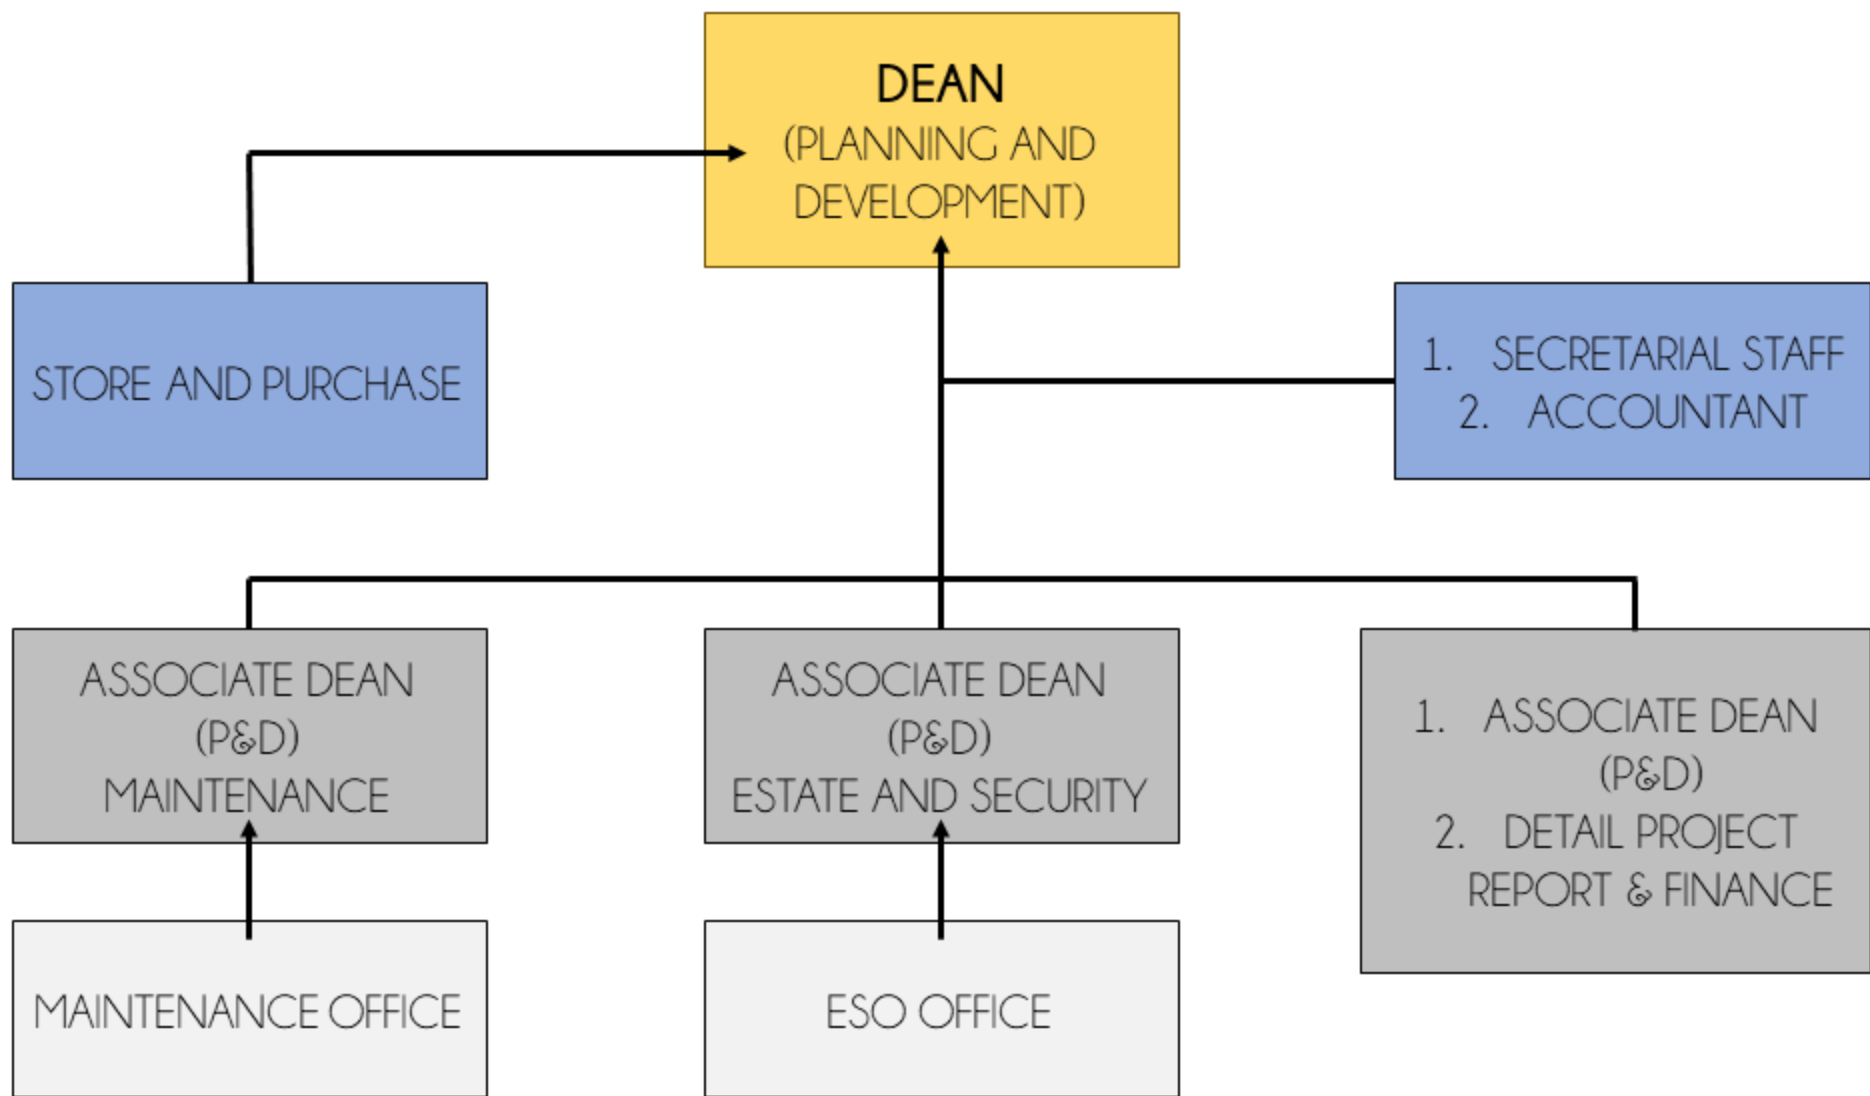 DEAN
(PLANNING AND
DEVELOPMENT)
STORE AND PURCHASE
1. SECRETARIAL STAFF
2. ACCOUNTANT
ASSOCIATE DEAN
(P&D)
MAINTENANCE
ASSOCIATE DEAN
(P&D)
ESTATE AND SECURITY
1. ASSOCIATE DEAN
(P&D)
2. DETAIL PROJECT
REPORT & FINANCE
MAINTENANCE OFFICE
ESO OFFICE